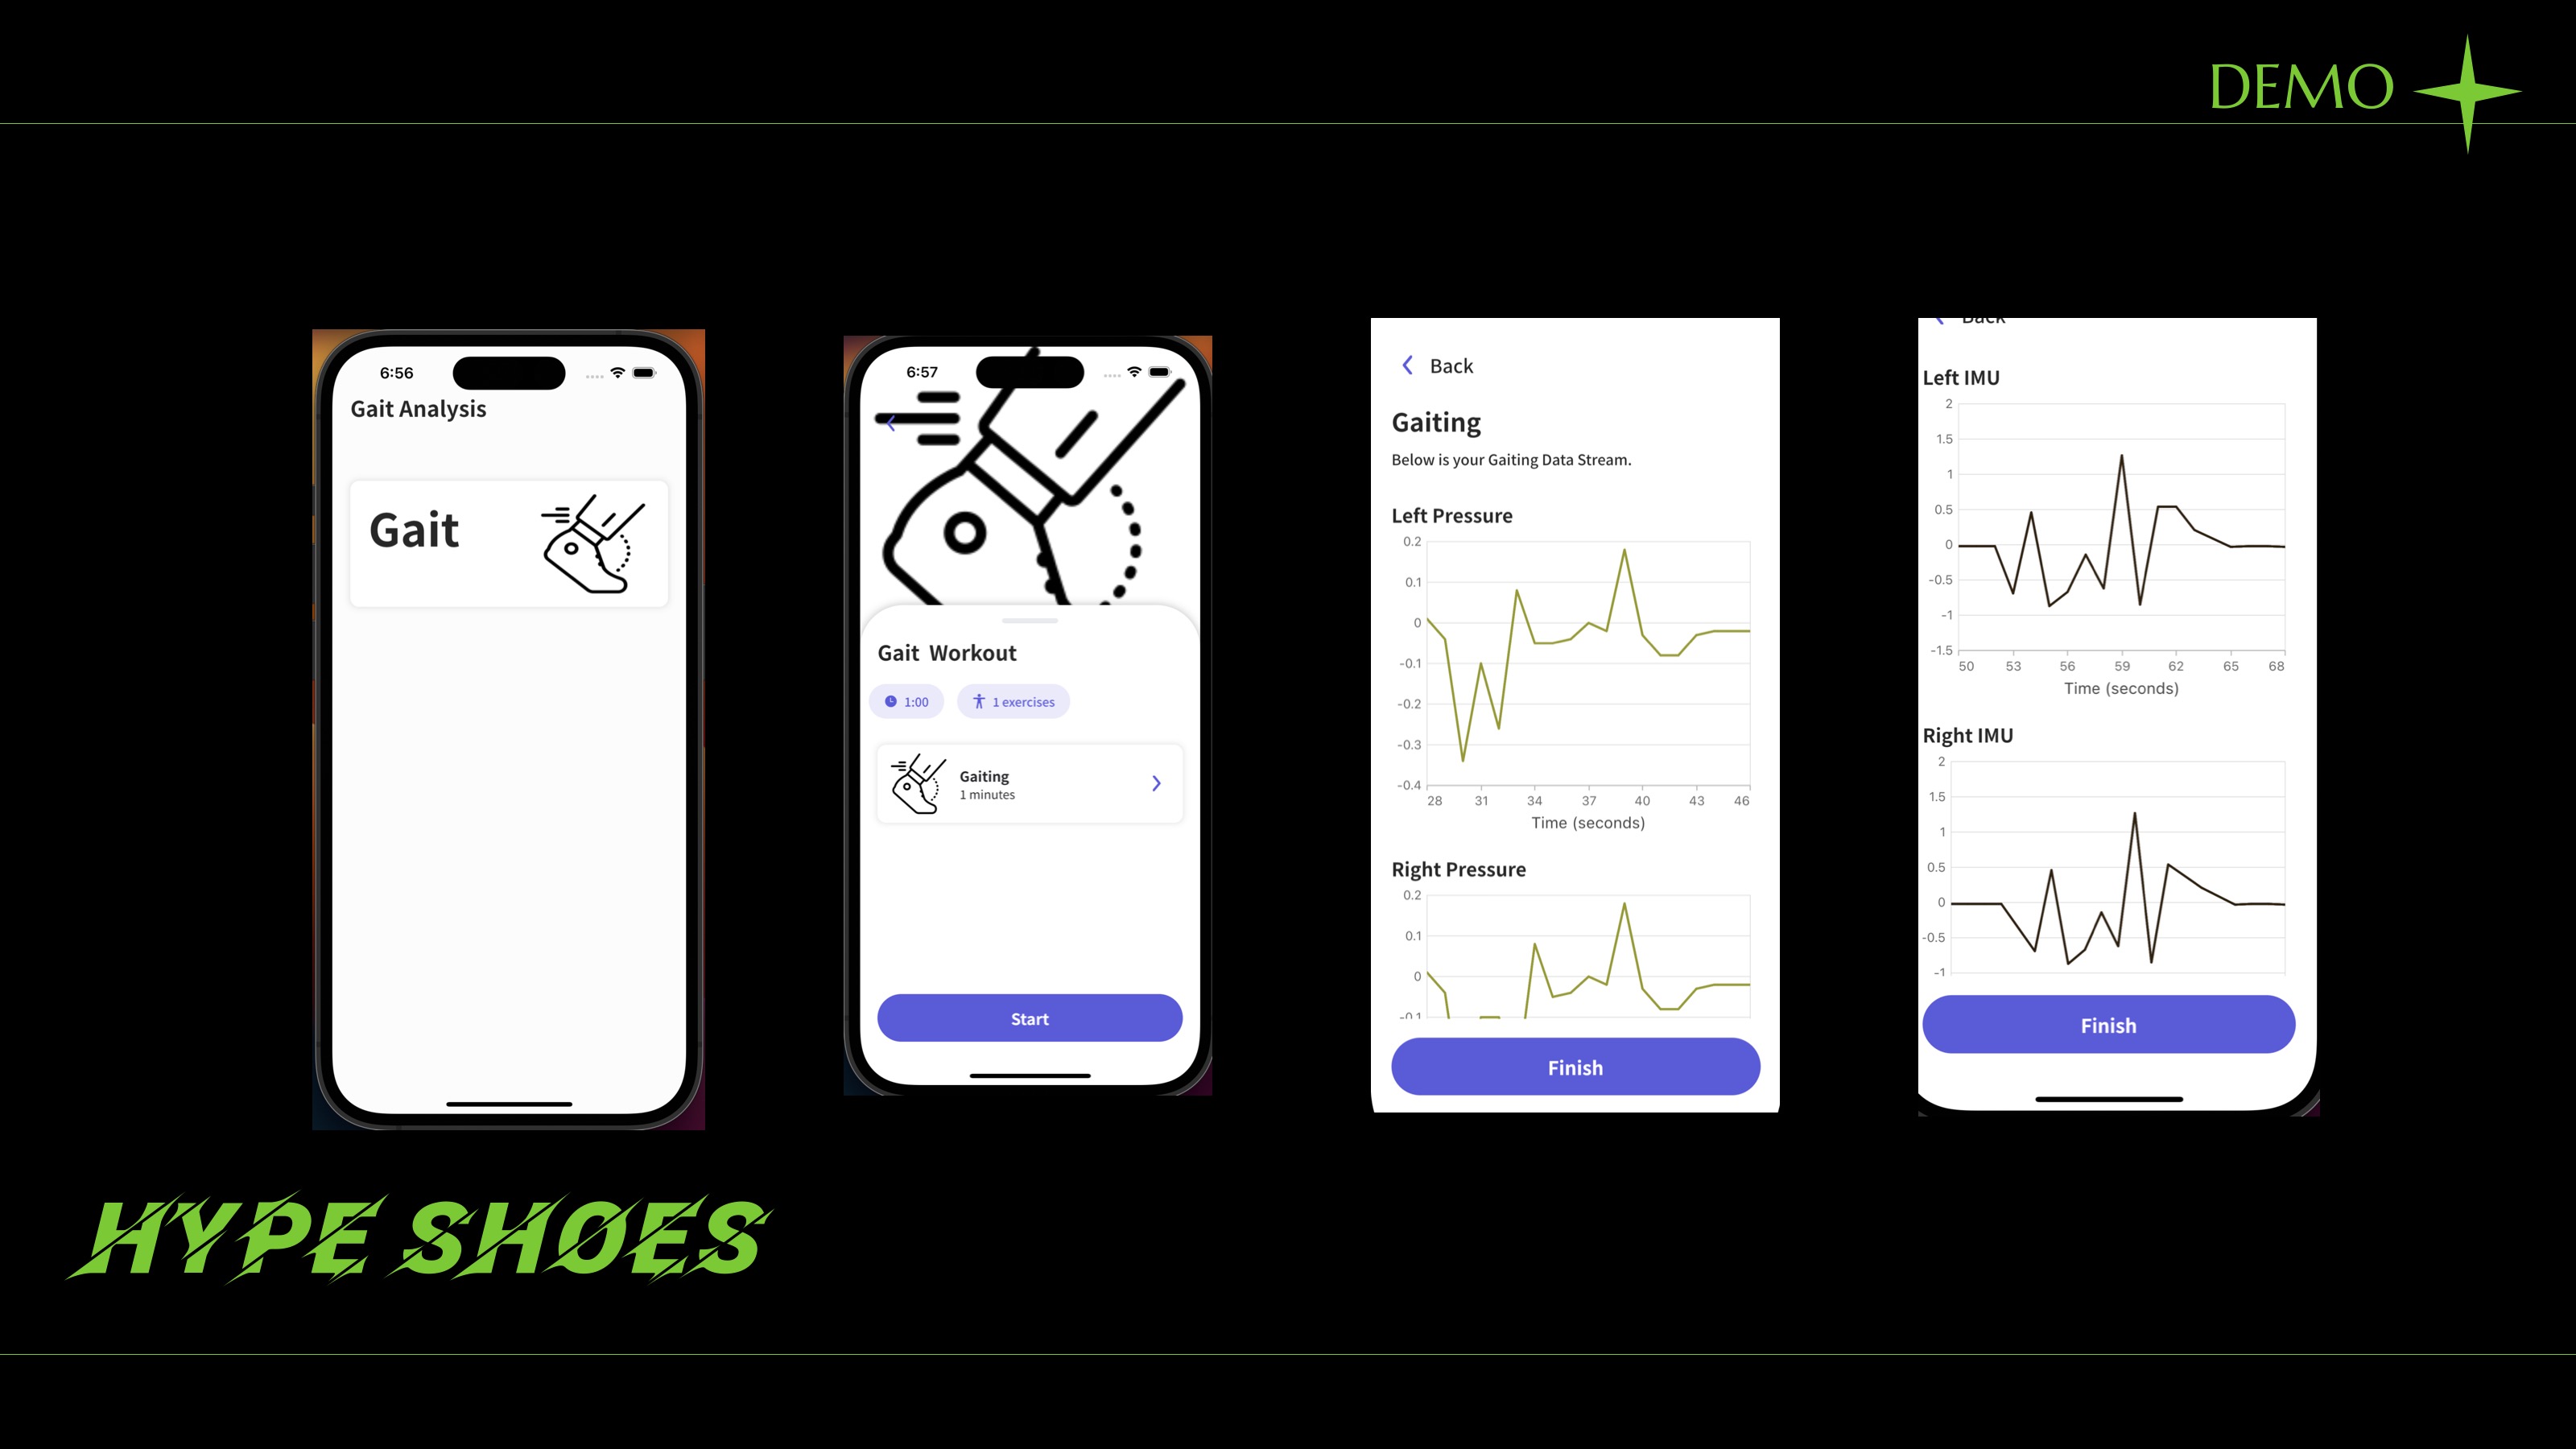 DEMO
6:56
Gait Analysis
Gait
6:57
Gait Workout
1:00
1 exercises
Gaiting
1 minutes
Start
Back
Gaiting
Below is your Gaiting Data Stream.
Left Pressure
0.2
0.1
0
-0.1
-0.2
-0.3
-0.4
28 31 34 37 40 43 46
Time (seconds)
Right Pressure
0.2
0.1
0
-0.1
Finish
Back
Left IMU
2
1.5
1
0.5
0
-0.5
-1
-1.5
50 53 56 59 62 65 68
Time (seconds)
Right IMU
2
1.5
1
0.5
0
-0.5
-1
Finish
HYPE SHOES